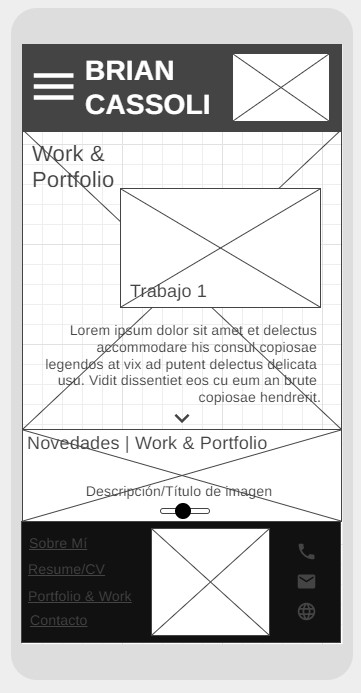 BRIAN
CASSOLI
Work &
Portfolio
Trabajo 1
Lorem ipsum dolor sit amet et delectus
accommodare his consul copiosae
legendos at vix ad putent delectus delicata
usu. Vidit dissentiet eos cu eum an brute
copiosae hendrerit.
Novedades | Work & Portfolio
Descripción/Título de imagen
Sobre Mí
Resume/CV
Portfolio & Work
Contacto